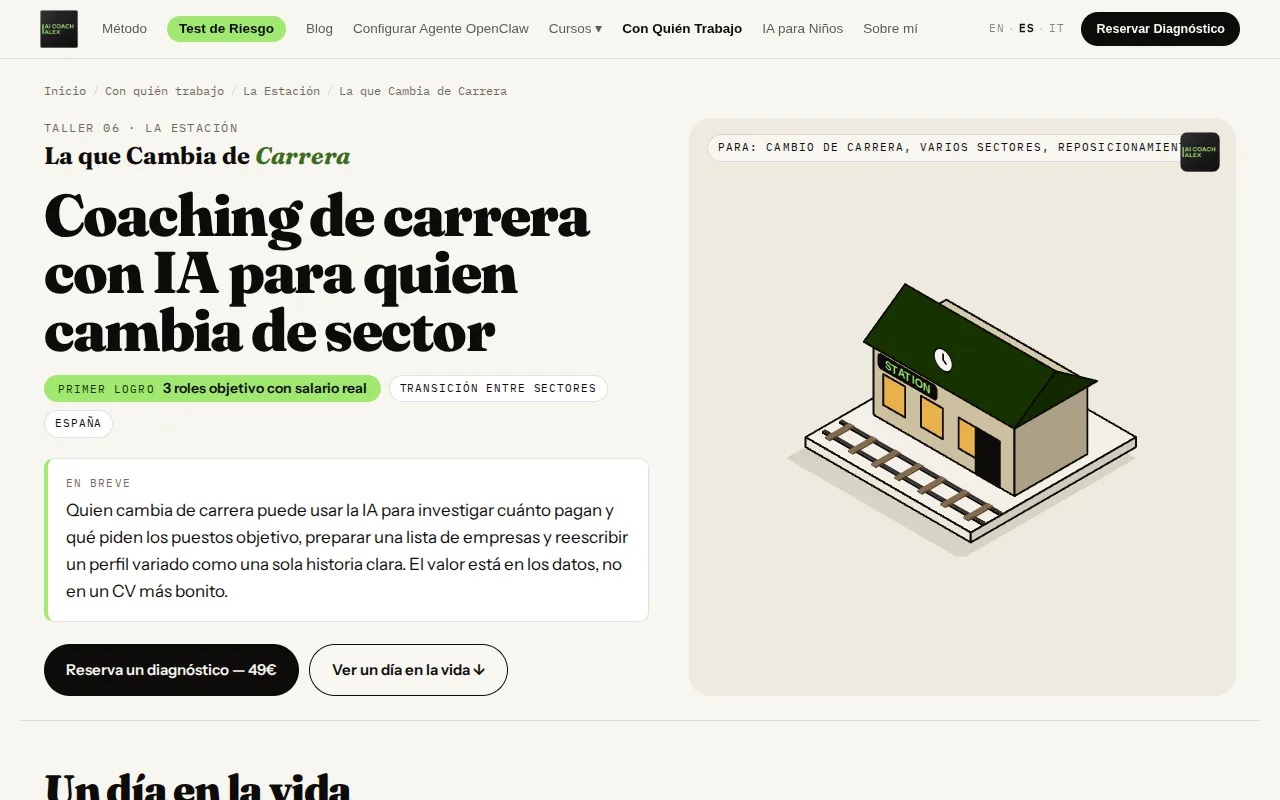 AI COACH
ALEX
Método
Test de Riesgo
Blog
Configurar Agente OpenClaw
Cursos ▾
Con Quién Trabajo
IA para Niños
Sobre mí
EN · ES · IT
Reservar Diagnóstico
Inicio / Con quién trabajo / La Estación / La que Cambia de Carrera
TALLER 06 · LA ESTACIÓN
La que Cambia de Carrera
Coaching de carrera
con IA para quien
cambia de sector
PRIMER LOGRO 3 roles objetivo con salario real
TRANSICIÓN ENTRE SECTORES
ESPAÑA
EN BREVE
Quien cambia de carrera puede usar la IA para investigar cuánto pagan y
qué piden los puestos objetivo, preparar una lista de empresas y reescribir
un perfil variado como una sola historia clara. El valor está en los datos, no
en un CV más bonito.
Reserva un diagnóstico — 49€
Ver un día en la vida ↓
PARA: CAMBIO DE CARRERA, VARIOS SECTORES, REPOSICIONAMIENT
AI COACH
ALEX
STATION
Un día en la vida